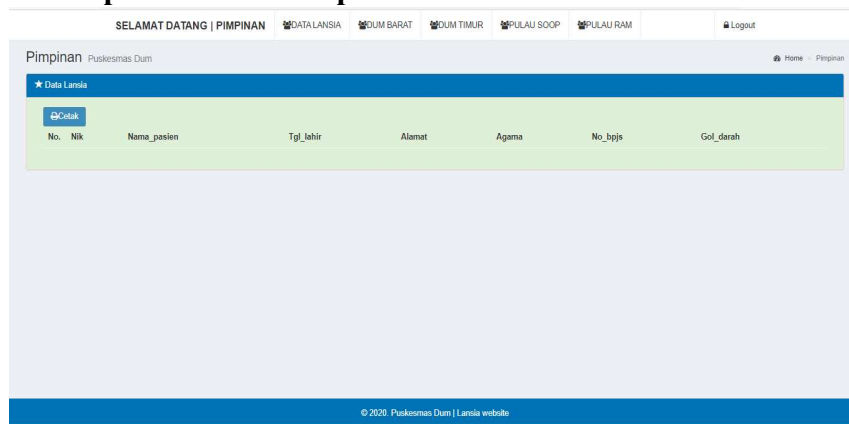 SELAMAT DATANG | PIMPINAN DATA LANSIA DUM BARAT DUM TIMUR PULAU SOOP PULAU RAM Logout
Pimpinan Puskesmas Dum Home > Pimpinan
Data Lansia
Cetak
No. Nik Nama_pasien Tgl_lahir Alamat Agama No_bpjs Gol_darah
© 2020. Puskesmas Dum | Lansia website